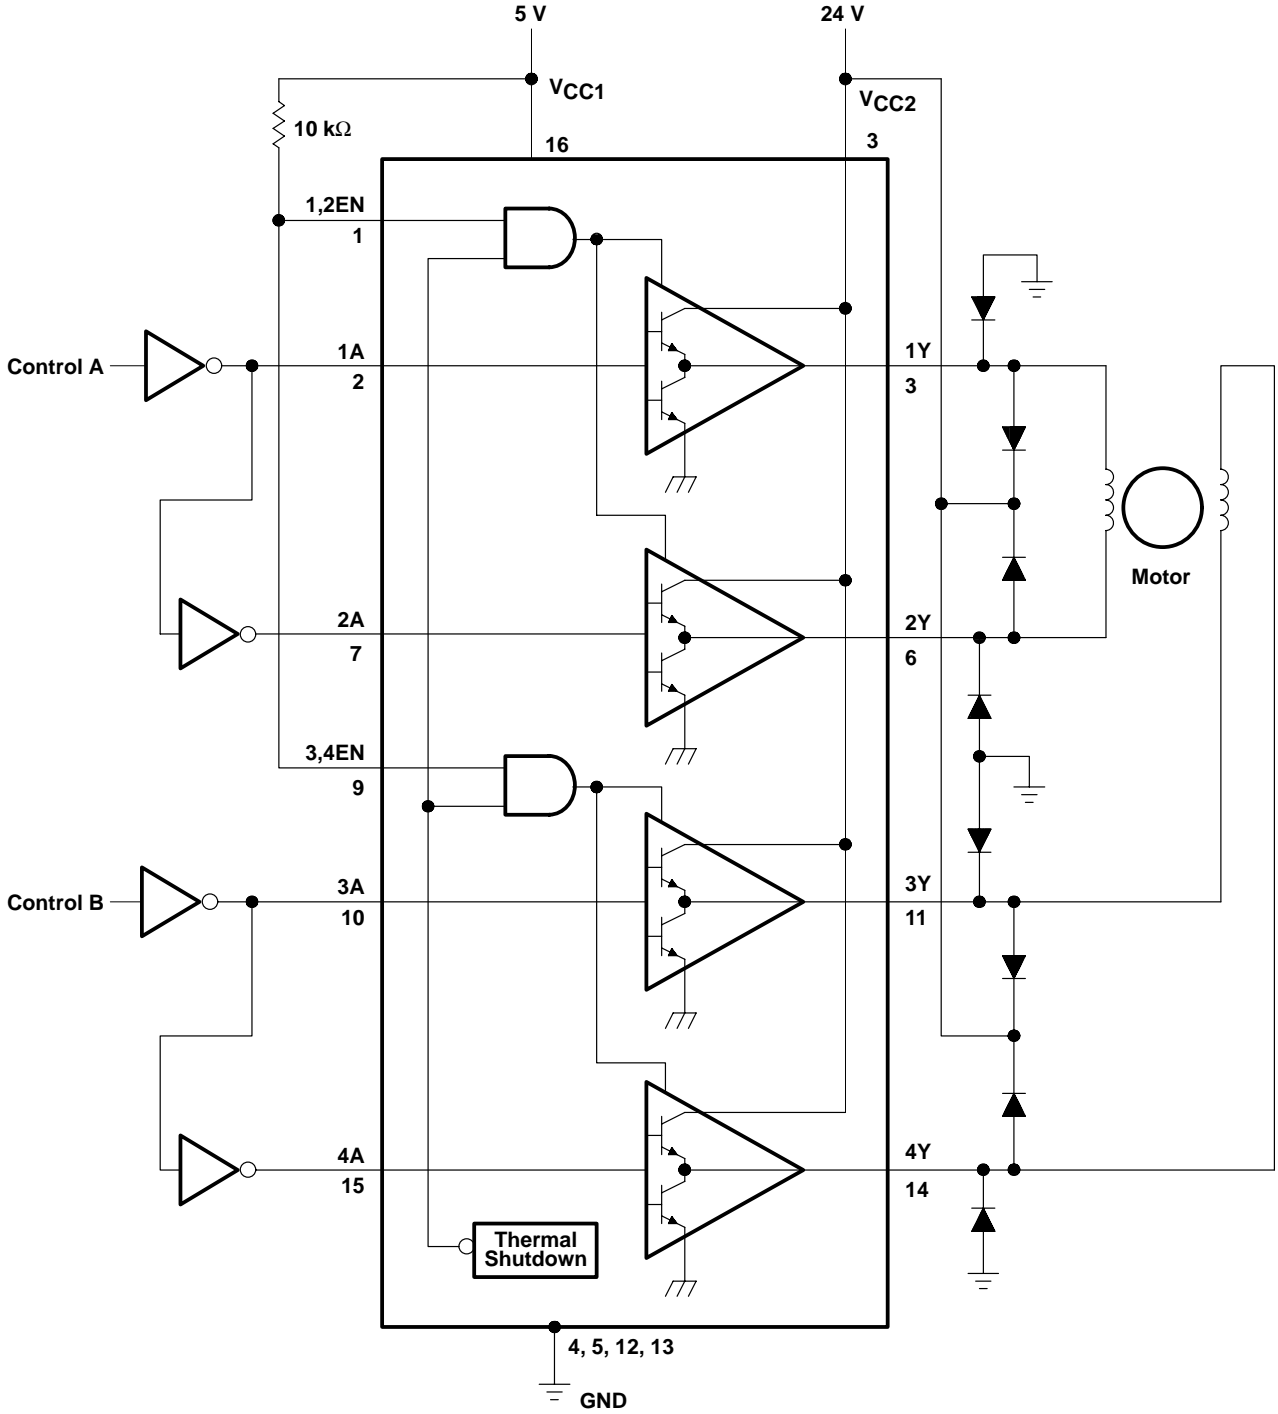 5 V
24 V
VCC1
VCC2
10 kΩ
16
3
1,2EN
1
Control A
1A
2
1Y
3
2A
7
2Y
6
Motor
3,4EN
9
Control B
3A
10
3Y
11
4A
15
4Y
14
Thermal
Shutdown
4, 5, 12, 13
GND